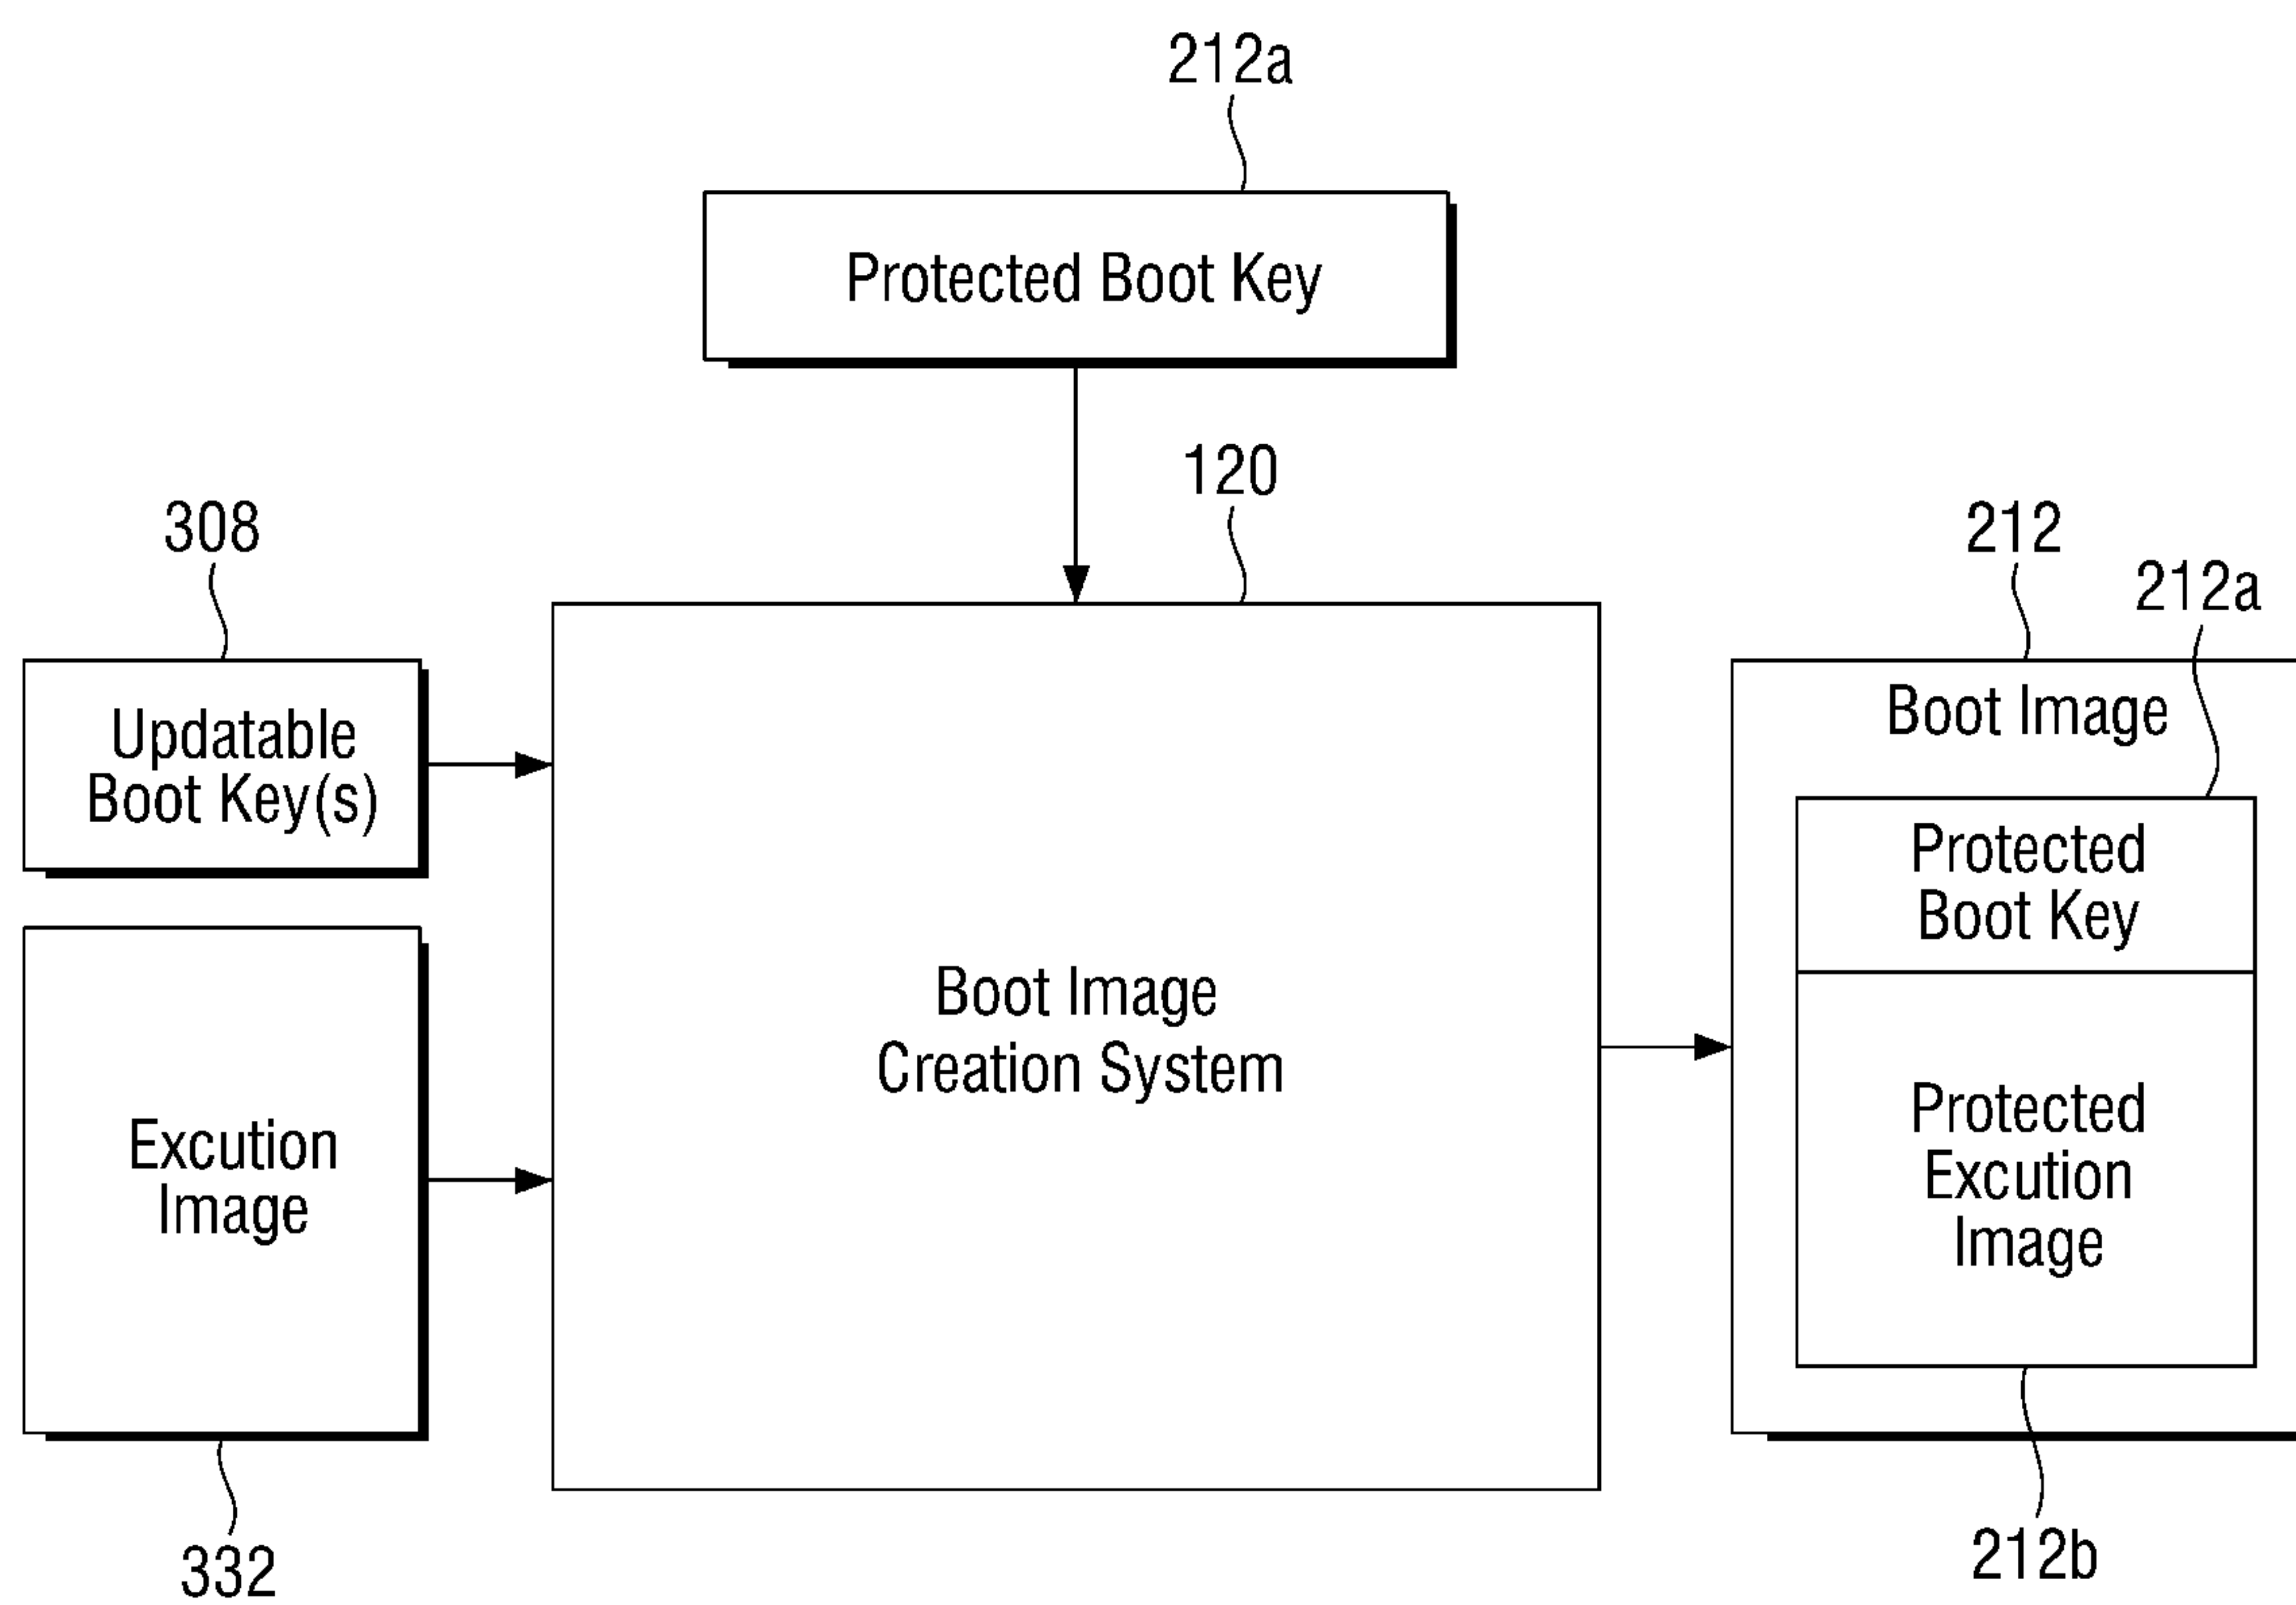 212a
Protected Boot Key
120
308
Updatable
Boot Key(s)
Excution
Image
332
Boot Image
Creation System
212
212a
Boot Image
Protected
Boot Key
Protected
Excution
Image
212b